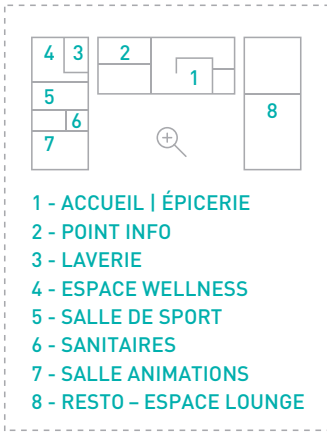 4 3 2 1
5 8
6
7
1 - ACCUEIL | ÉPICERIE
2 - POINT INFO
3 - LAVERIE
4 - ESPACE WELLNESS
5 - SALLE DE SPORT
6 - SANITAIRES
7 - SALLE ANIMATIONS
8 - RESTO – ESPACE LOUNGE